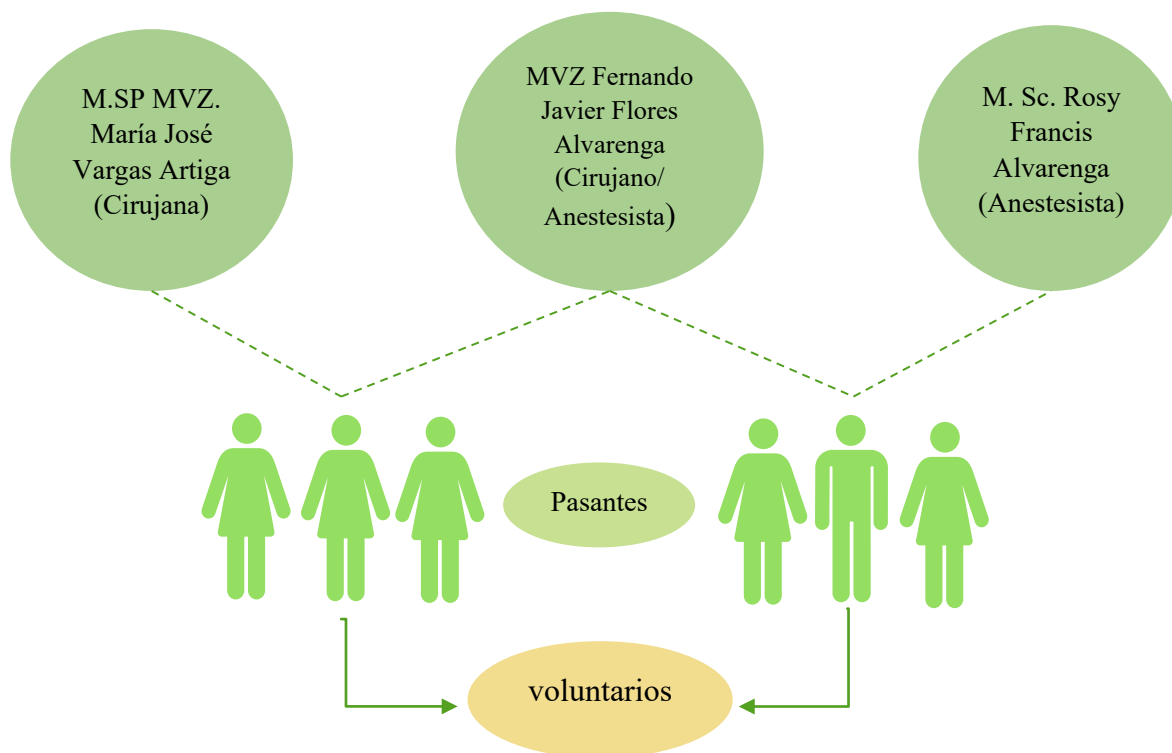 M.SP MVZ.
María José
Vargas Artiga
(Cirujana)
MVZ Fernando
Javier Flores
Alvarenga
(Cirujano/
Anestesista)
M. Sc. Rosy
Francis
Alvarenga
(Anestesista)
Pasantes
voluntarios